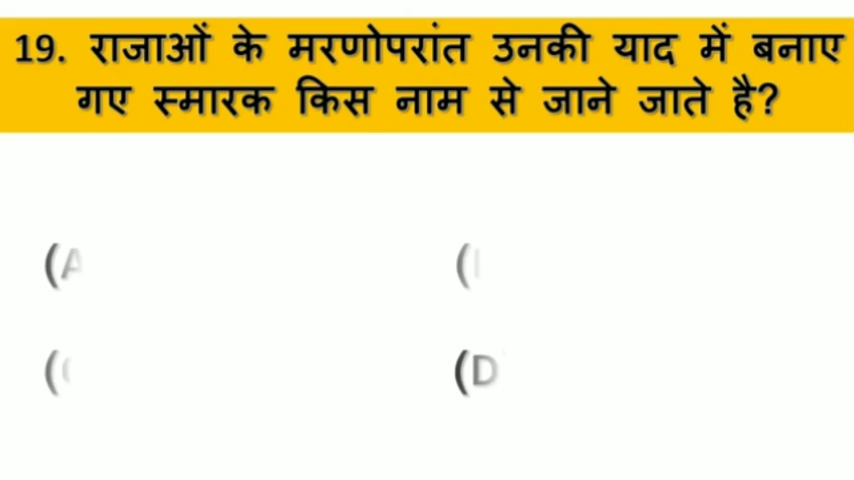 19. राजाओं के मरणोपरांत उनकी याद में बनाए
गए स्मारक किस नाम से जाने जाते है?
(A
(D